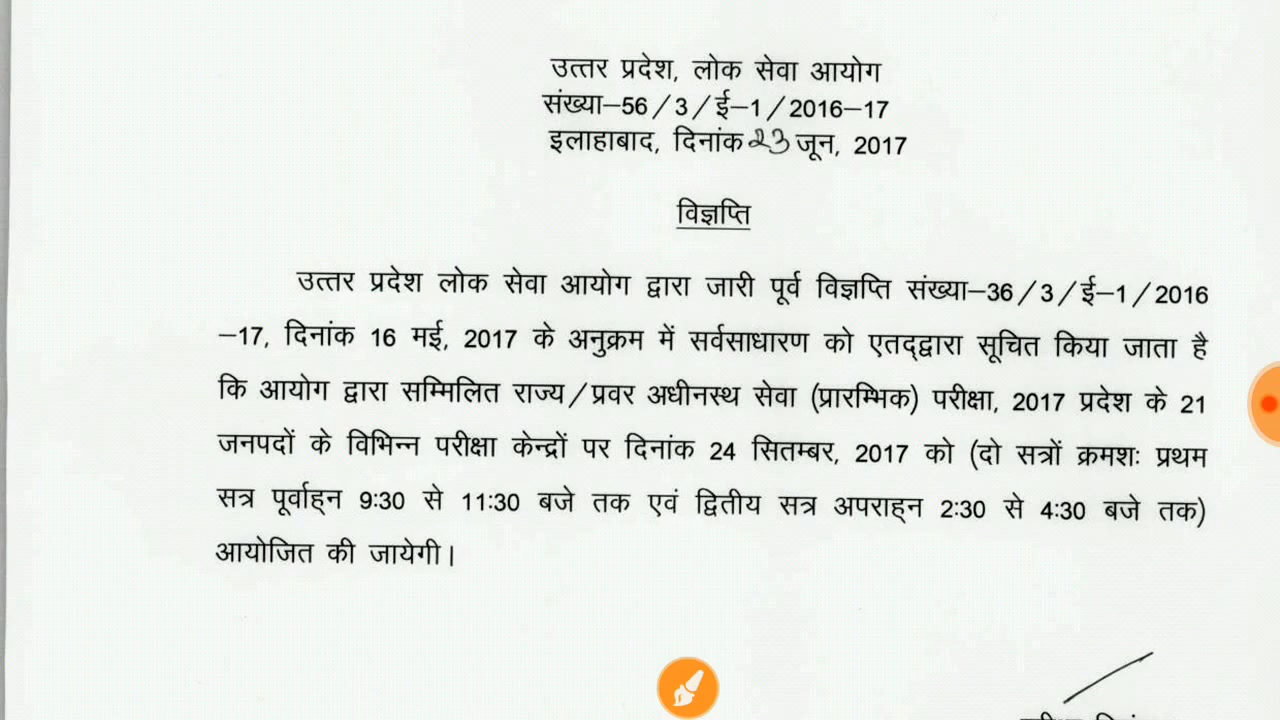 उत्तर प्रदेश, लोक सेवा आयोग
संख्या–56/3/ई–1/2016–17
इलाहाबाद, दिनांक 23 जून, 2017
विज्ञप्ति
उत्तर प्रदेश लोक सेवा आयोग द्वारा जारी पूर्व विज्ञप्ति संख्या–36/3/ई–1/2016
–17, दिनांक 16 मई, 2017 के अनुक्रम में सर्वसाधारण को एतद्द्वारा सूचित किया जाता है
कि आयोग द्वारा सम्मिलित राज्य/प्रवर अधीनस्थ सेवा (प्रारम्भिक) परीक्षा, 2017 प्रदेश के 21
जनपदों के विभिन्न परीक्षा केन्द्रों पर दिनांक 24 सितम्बर, 2017 को (दो सत्रों क्रमशः प्रथम
सत्र पूर्वाह्न 9:30 से 11:30 बजे तक एवं द्वितीय सत्र अपराह्न 2:30 से 4:30 बजे तक)
आयोजित की जायेगी।